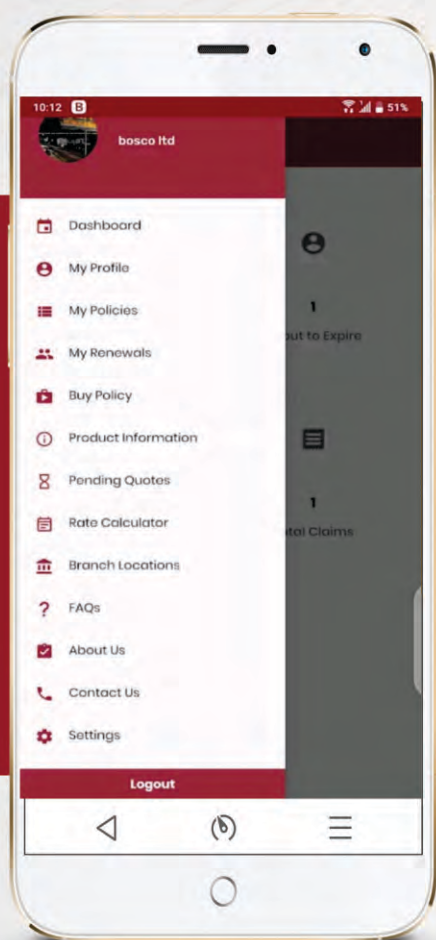 10:12 B 51%
bosco ltd
Dashboard
My Profile
1
out to Expire
My Policies
My Renewals
Buy Policy
Product Information
Pending Quotes
1
Rate Calculator
tal Claims
Branch Locations
? FAQs
About Us
Contact Us
Settings
Logout